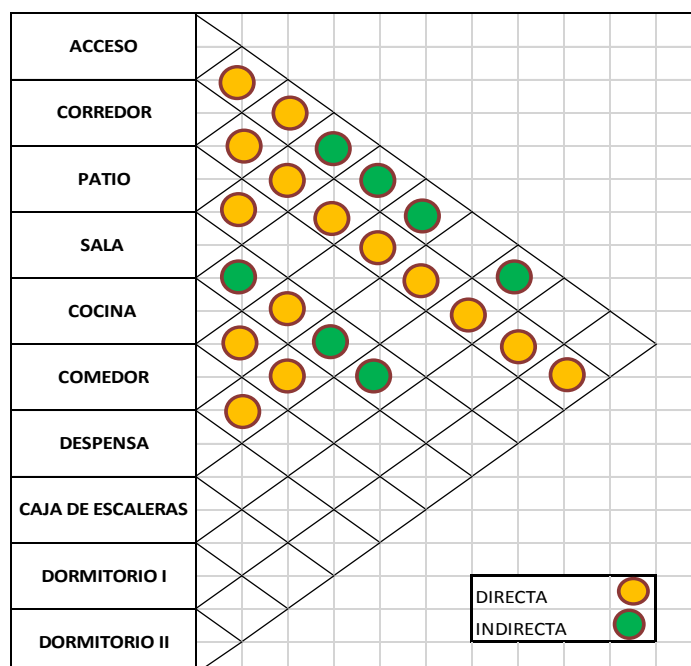 ACCESO
CORREDOR
PATIO
SALA
COCINA
COMEDOR
DESPENSA
CAJA DE ESCALERAS
DORMITORIO I
DORMITORIO II
DIRECTA
INDIRECTA